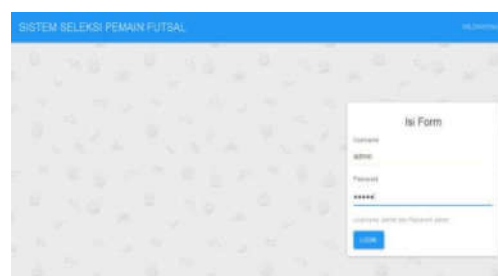 SISTEM SELEKSI PEMAIN FUTSAL
Isi Form
Username
admin
Password
•••••
LOGIN